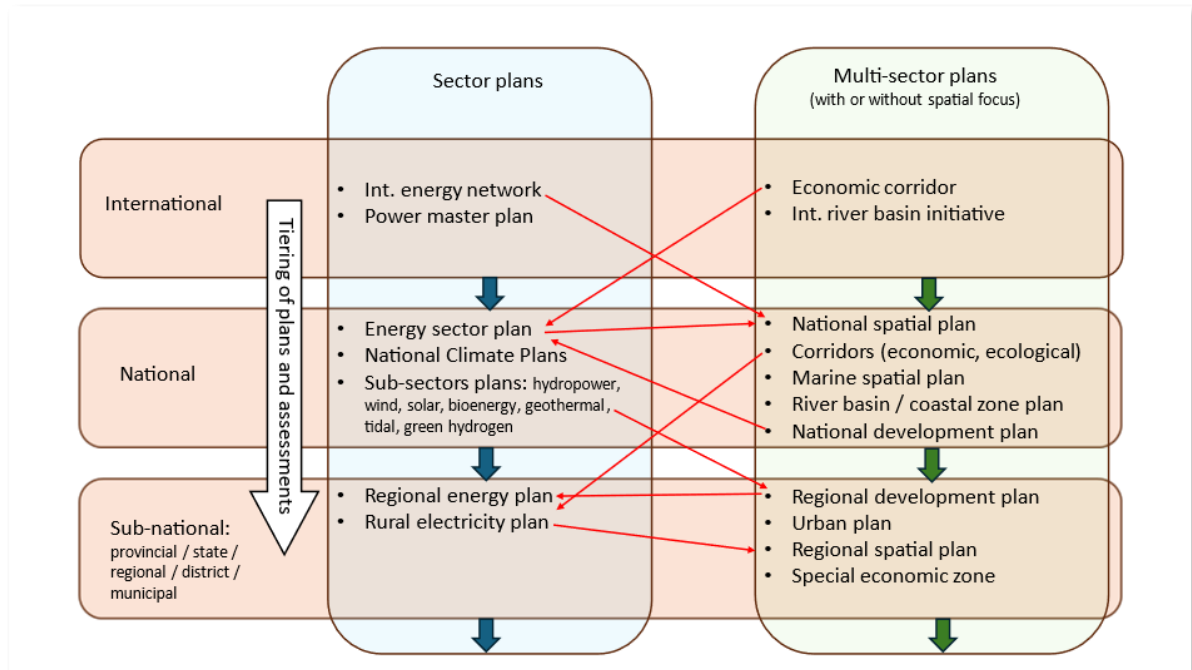 Sector plans
Multi-sector plans
(with or without spatial focus)
International
• Int. energy network
• Power master plan
• Economic corridor
• Int. river basin initiative
Tiering of plans and assessments
National
• Energy sector plan
• National Climate Plans
• Sub-sectors plans: hydropower,
wind, solar, bioenergy, geothermal,
tidal, green hydrogen
• National spatial plan
• Corridors (economic, ecological)
• Marine spatial plan
• River basin / coastal zone plan
• National development plan
Sub-national:
provincial / state /
regional / district /
municipal
• Regional energy plan
• Rural electricity plan
• Regional development plan
• Urban plan
• Regional spatial plan
• Special economic zone